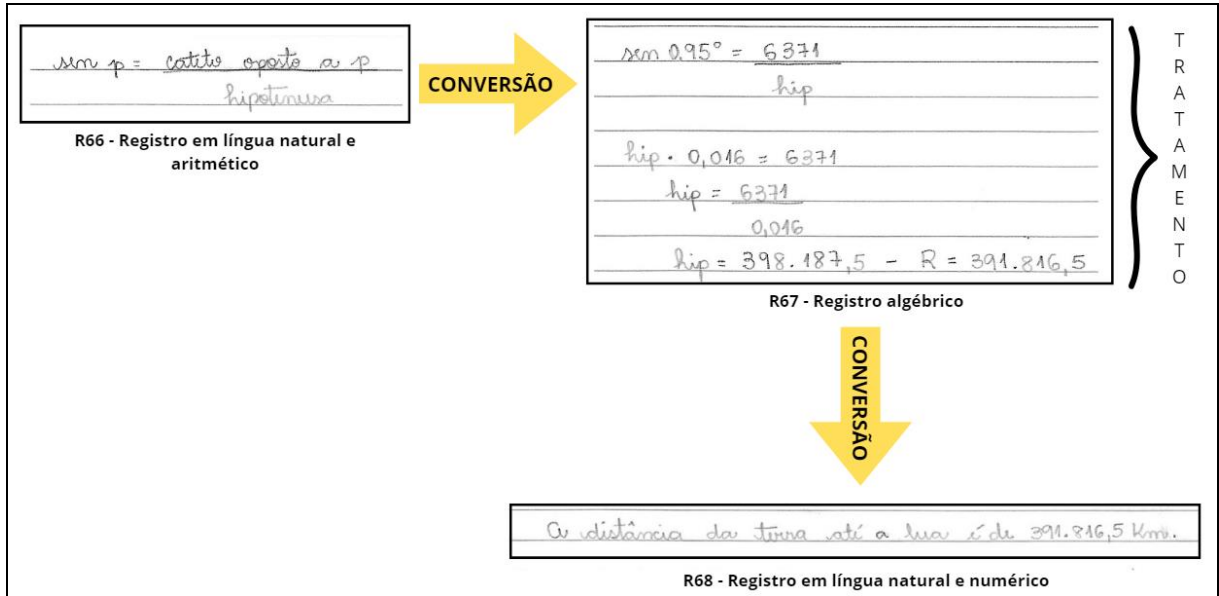 sen p = cateto oposto a p
hipotenusa
R66 - Registro em língua natural e
aritmético
CONVERSÃO
sen 0.95° = 6371
hip
hip . 0,016 = 6371
hip = 6371
0,016
hip = 398.187,5 - R = 391.816,5
R67 - Registro algébrico
TRATAMENTO
CONVERSÃO
A distância da terra até a lua é de 391.816,5 Km.
R68 - Registro em língua natural e numérico